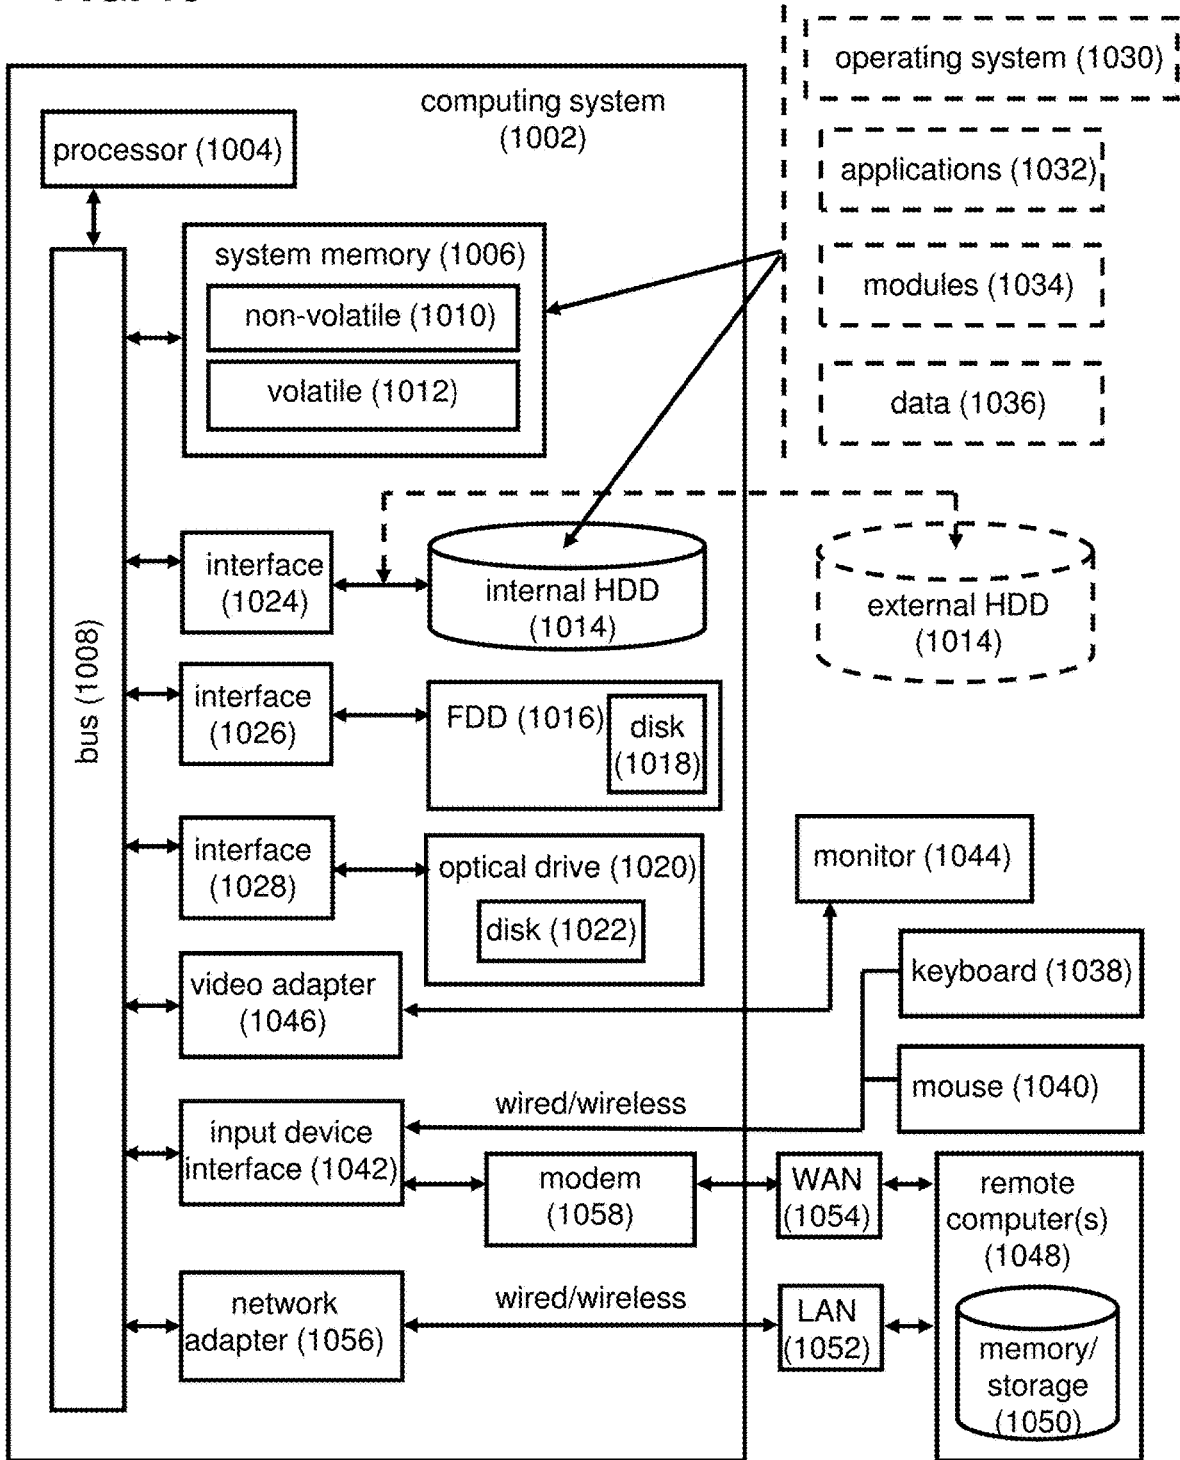 computing system
(1002)
processor (1004)
system memory (1006)
non-volatile (1010)
volatile (1012)
operating system (1030)
applications (1032)
modules (1034)
data (1036)
bus (1008)
interface
(1024)
internal HDD
(1014)
external HDD
(1014)
interface
(1026)
FDD (1016)
disk
(1018)
interface
(1028)
optical drive (1020)
disk (1022)
monitor (1044)
video adapter
(1046)
keyboard (1038)
mouse (1040)
wired/wireless
input device
interface (1042)
modem
(1058)
WAN
(1054)
remote
computer(s)
(1048)
network
adapter (1056)
wired/wireless
LAN
(1052)
memory/
storage
(1050)